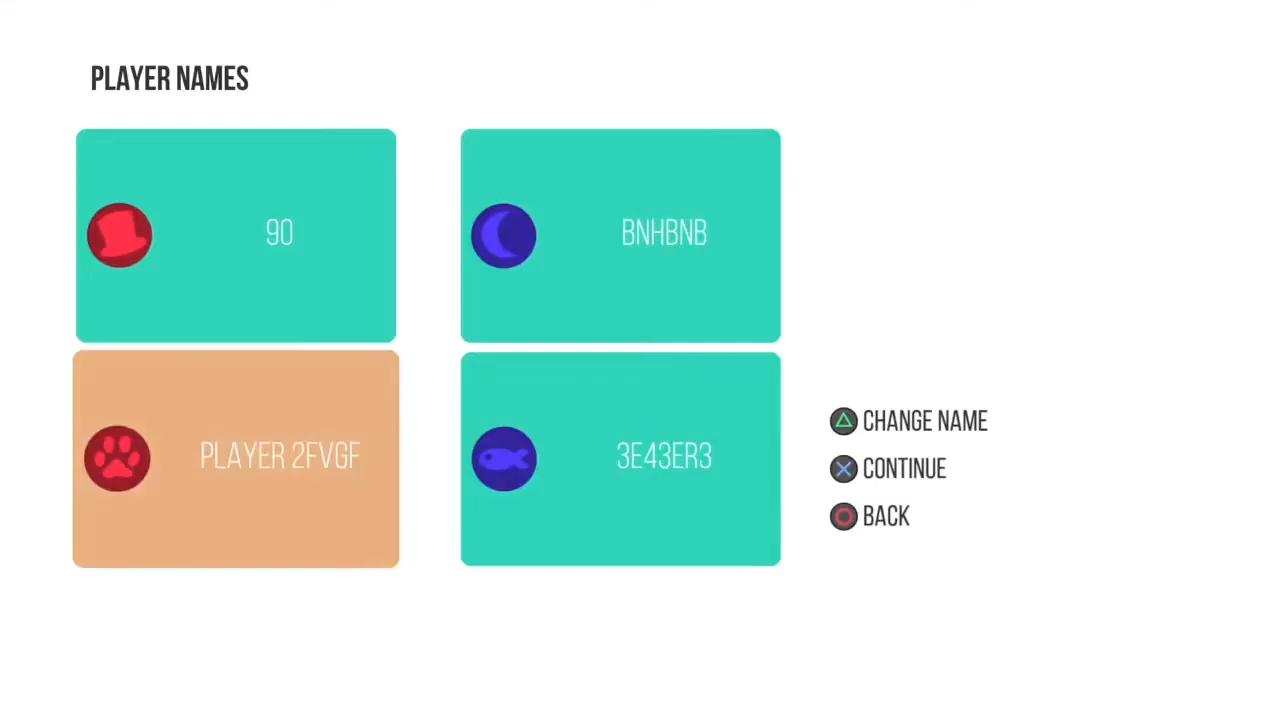 PLAYER NAMES
90
BNHBNB
PLAYER 2FVGF
3E43ER3
CHANGE NAME
CONTINUE
BACK